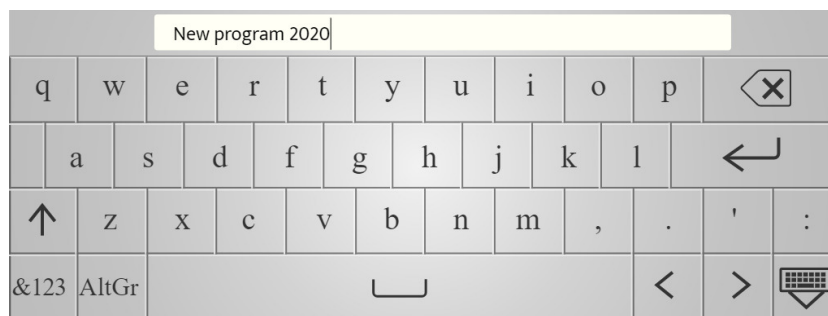 New program 2020
q w e r t y u i o p
a s d f g h j k l
z x c v b n m , . ' :
&123 AltGr < >